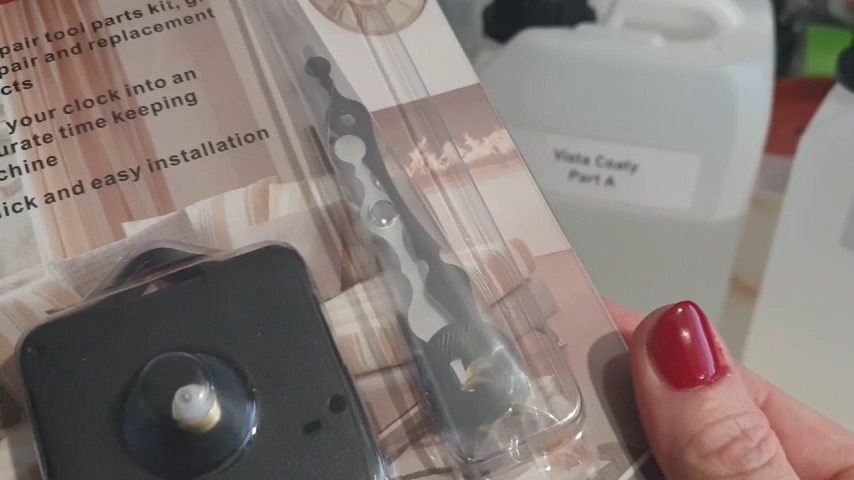 pair tool parts kit,
pair and replacement
cts
your clock into an
urate time keeping
chine
ick and easy installation
Vista Coaty
Part A